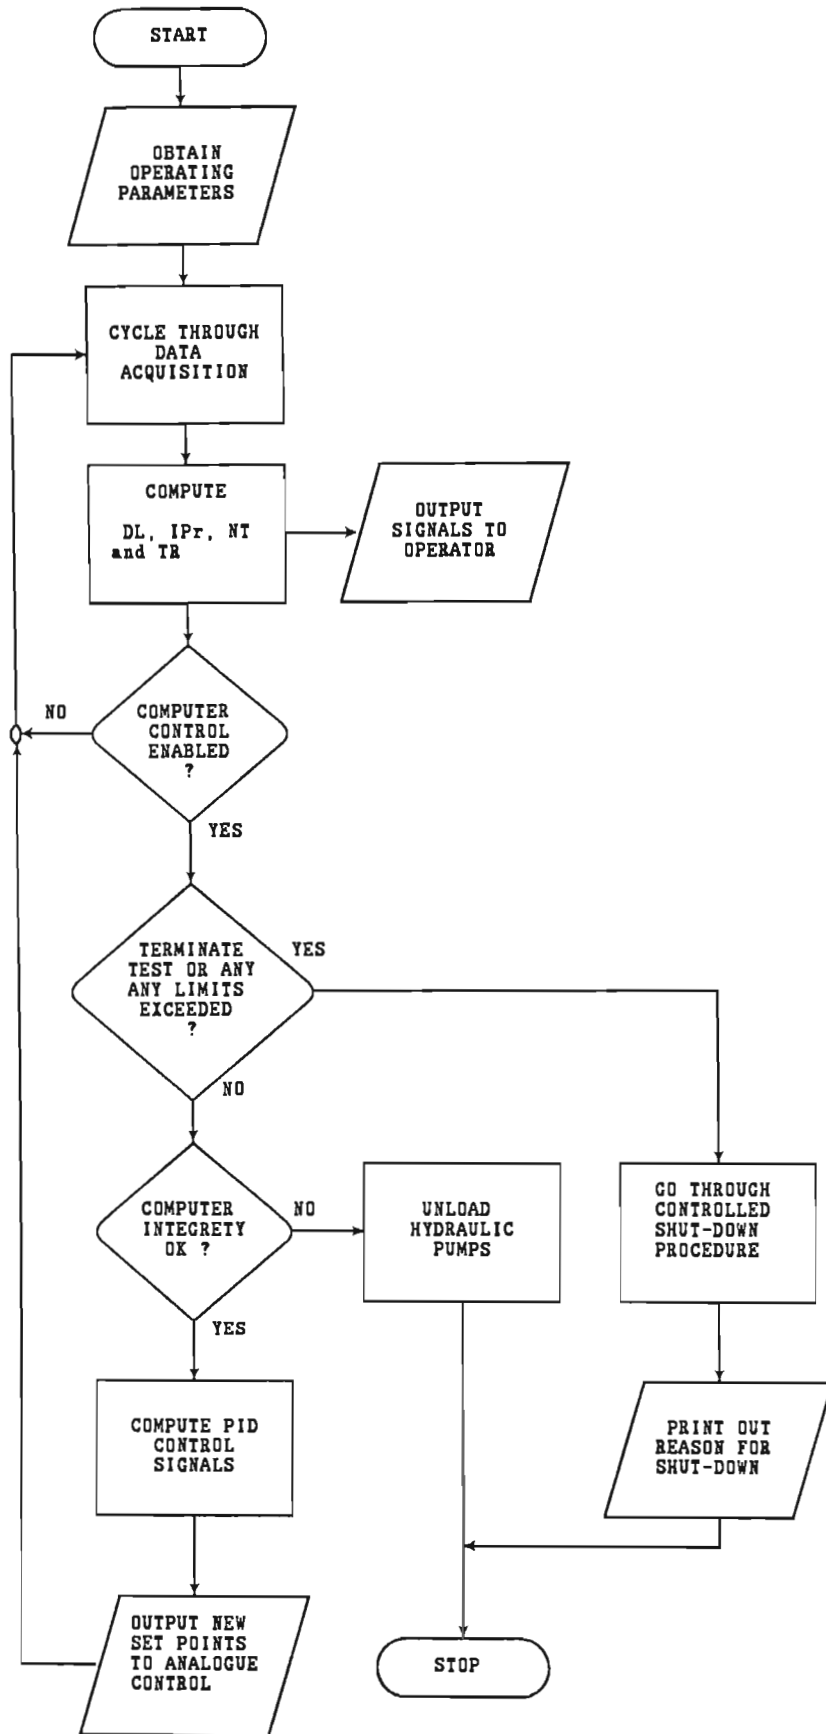 START
OBTAIN
OPERATING
PARAMETERS
CYCLE THROUGH
DATA
ACQUISITION
COMPUTE
DL, IPr, NT
and TR
OUTPUT
SIGNALS TO
OPERATOR
NO
COMPUTER
CONTROL
ENABLED
?
YES
TERMINATE
TEST OR ANY
ANY LIMITS
EXCEEDED
?
YES
NO
COMPUTER
INTEGRETY
OK ?
NO
UNLOAD
HYDRAULIC
PUMPS
GO THROUGH
CONTROLLED
SHUT-DOWN
PROCEDURE
YES
COMPUTE PID
CONTROL
SIGNALS
PRINT OUT
REASON FOR
SHUT-DOWN
OUTPUT NEW
SET POINTS
TO ANALOGUE
CONTROL
STOP